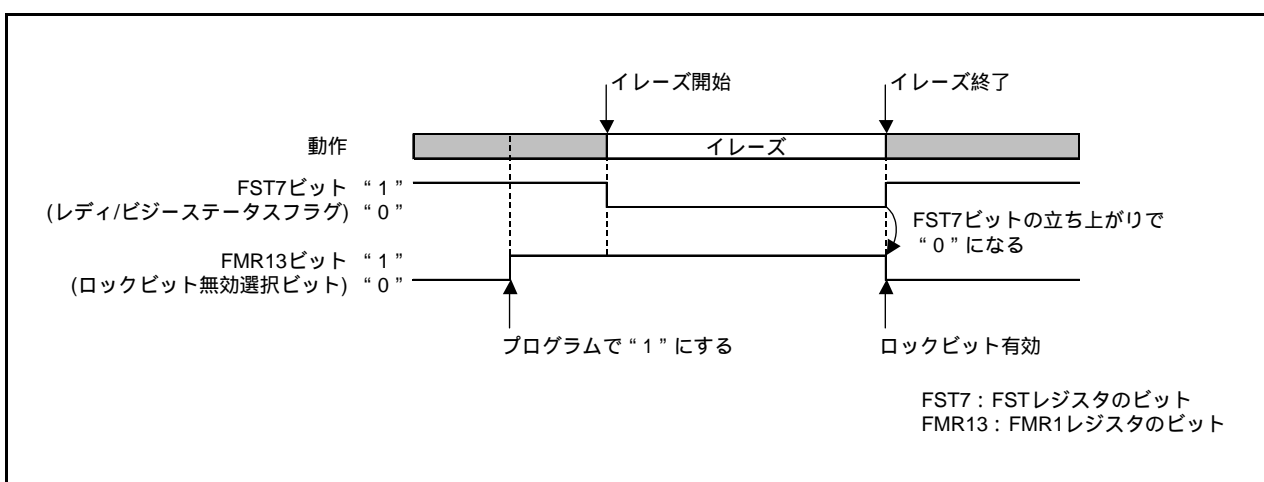 イレーズ開始
イレーズ終了
動作
イレーズ
FST7ビット “1”
(レディ/ビジーステータスフラグ) “0”
FST7ビットの立ち上がりで
“0”になる
FMR13ビット “1”
(ロックビット無効選択ビット) “0”
プログラムで“1”にする
ロックビット有効
FST7：FSTレジスタのビット
FMR13：FMR1レジスタのビット